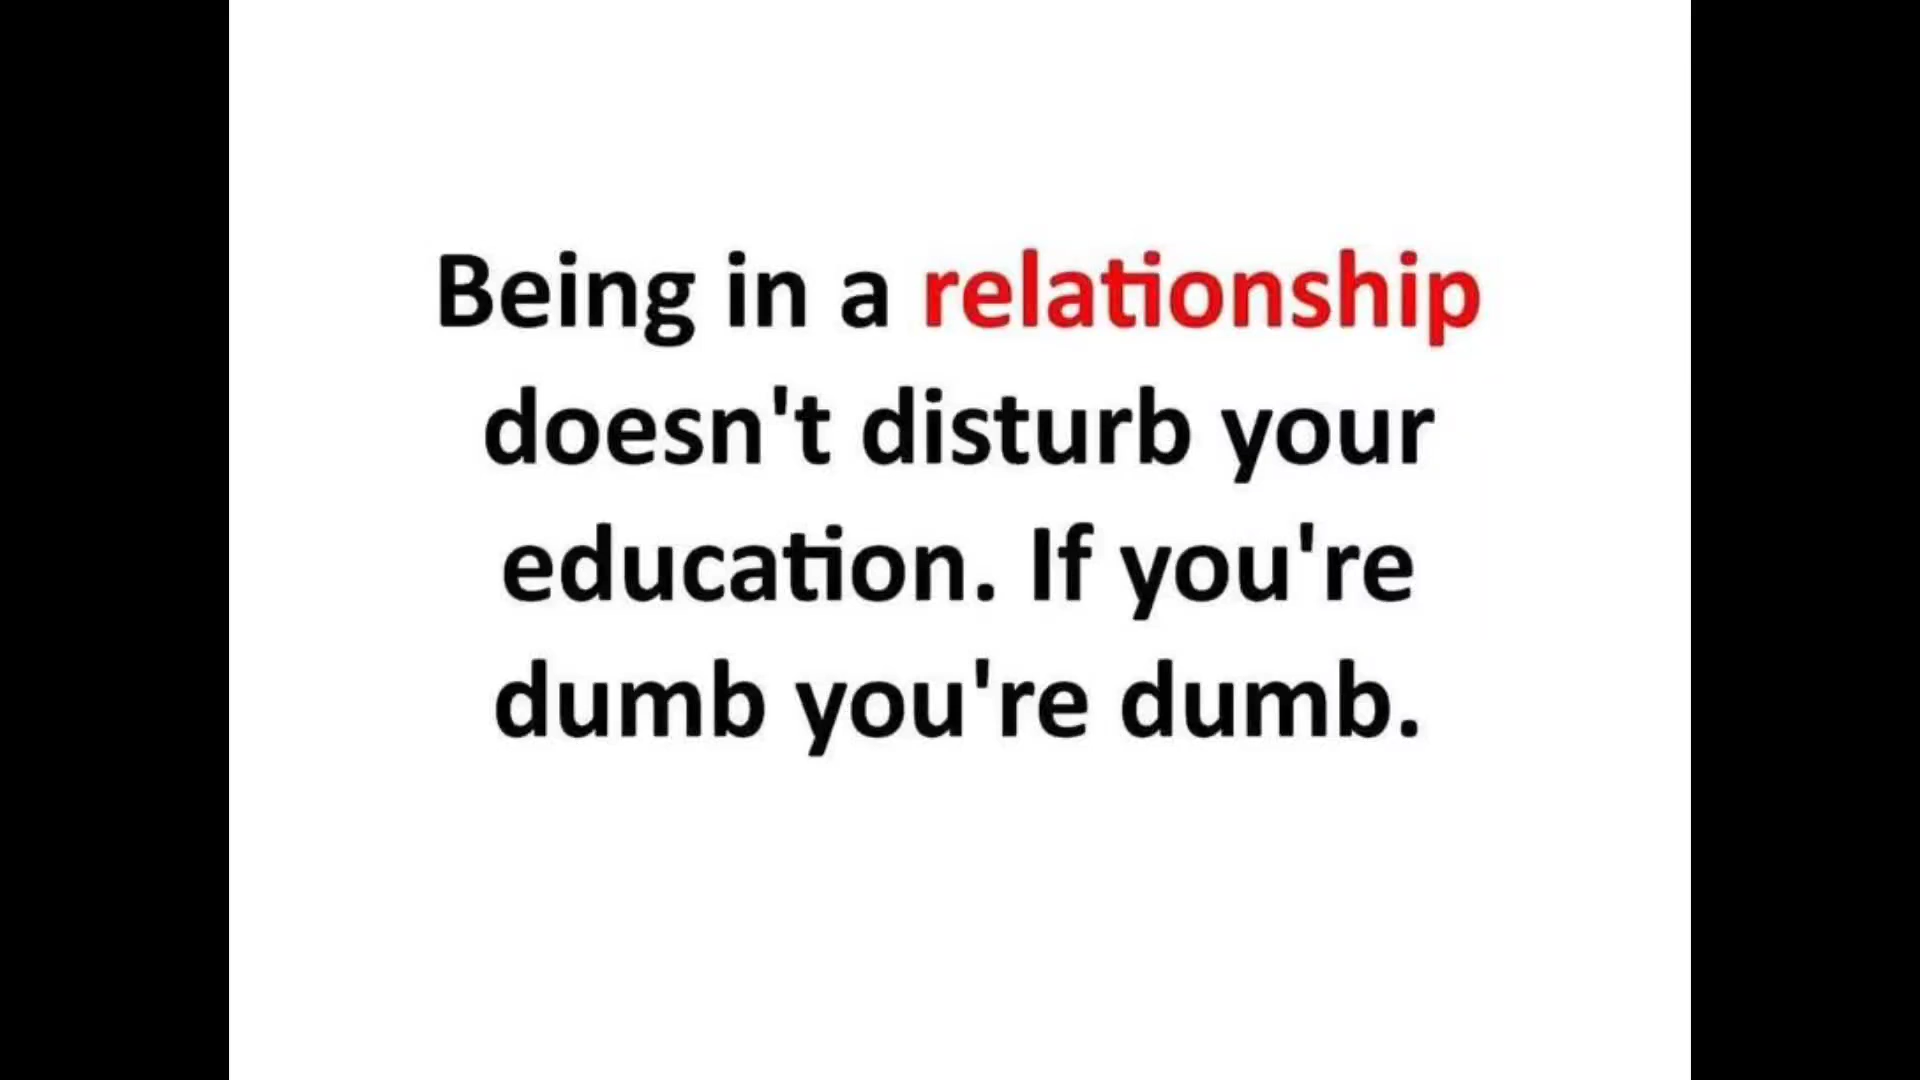 Being in a relationship
doesn't disturb your
education. If you're
dumb you're dumb.